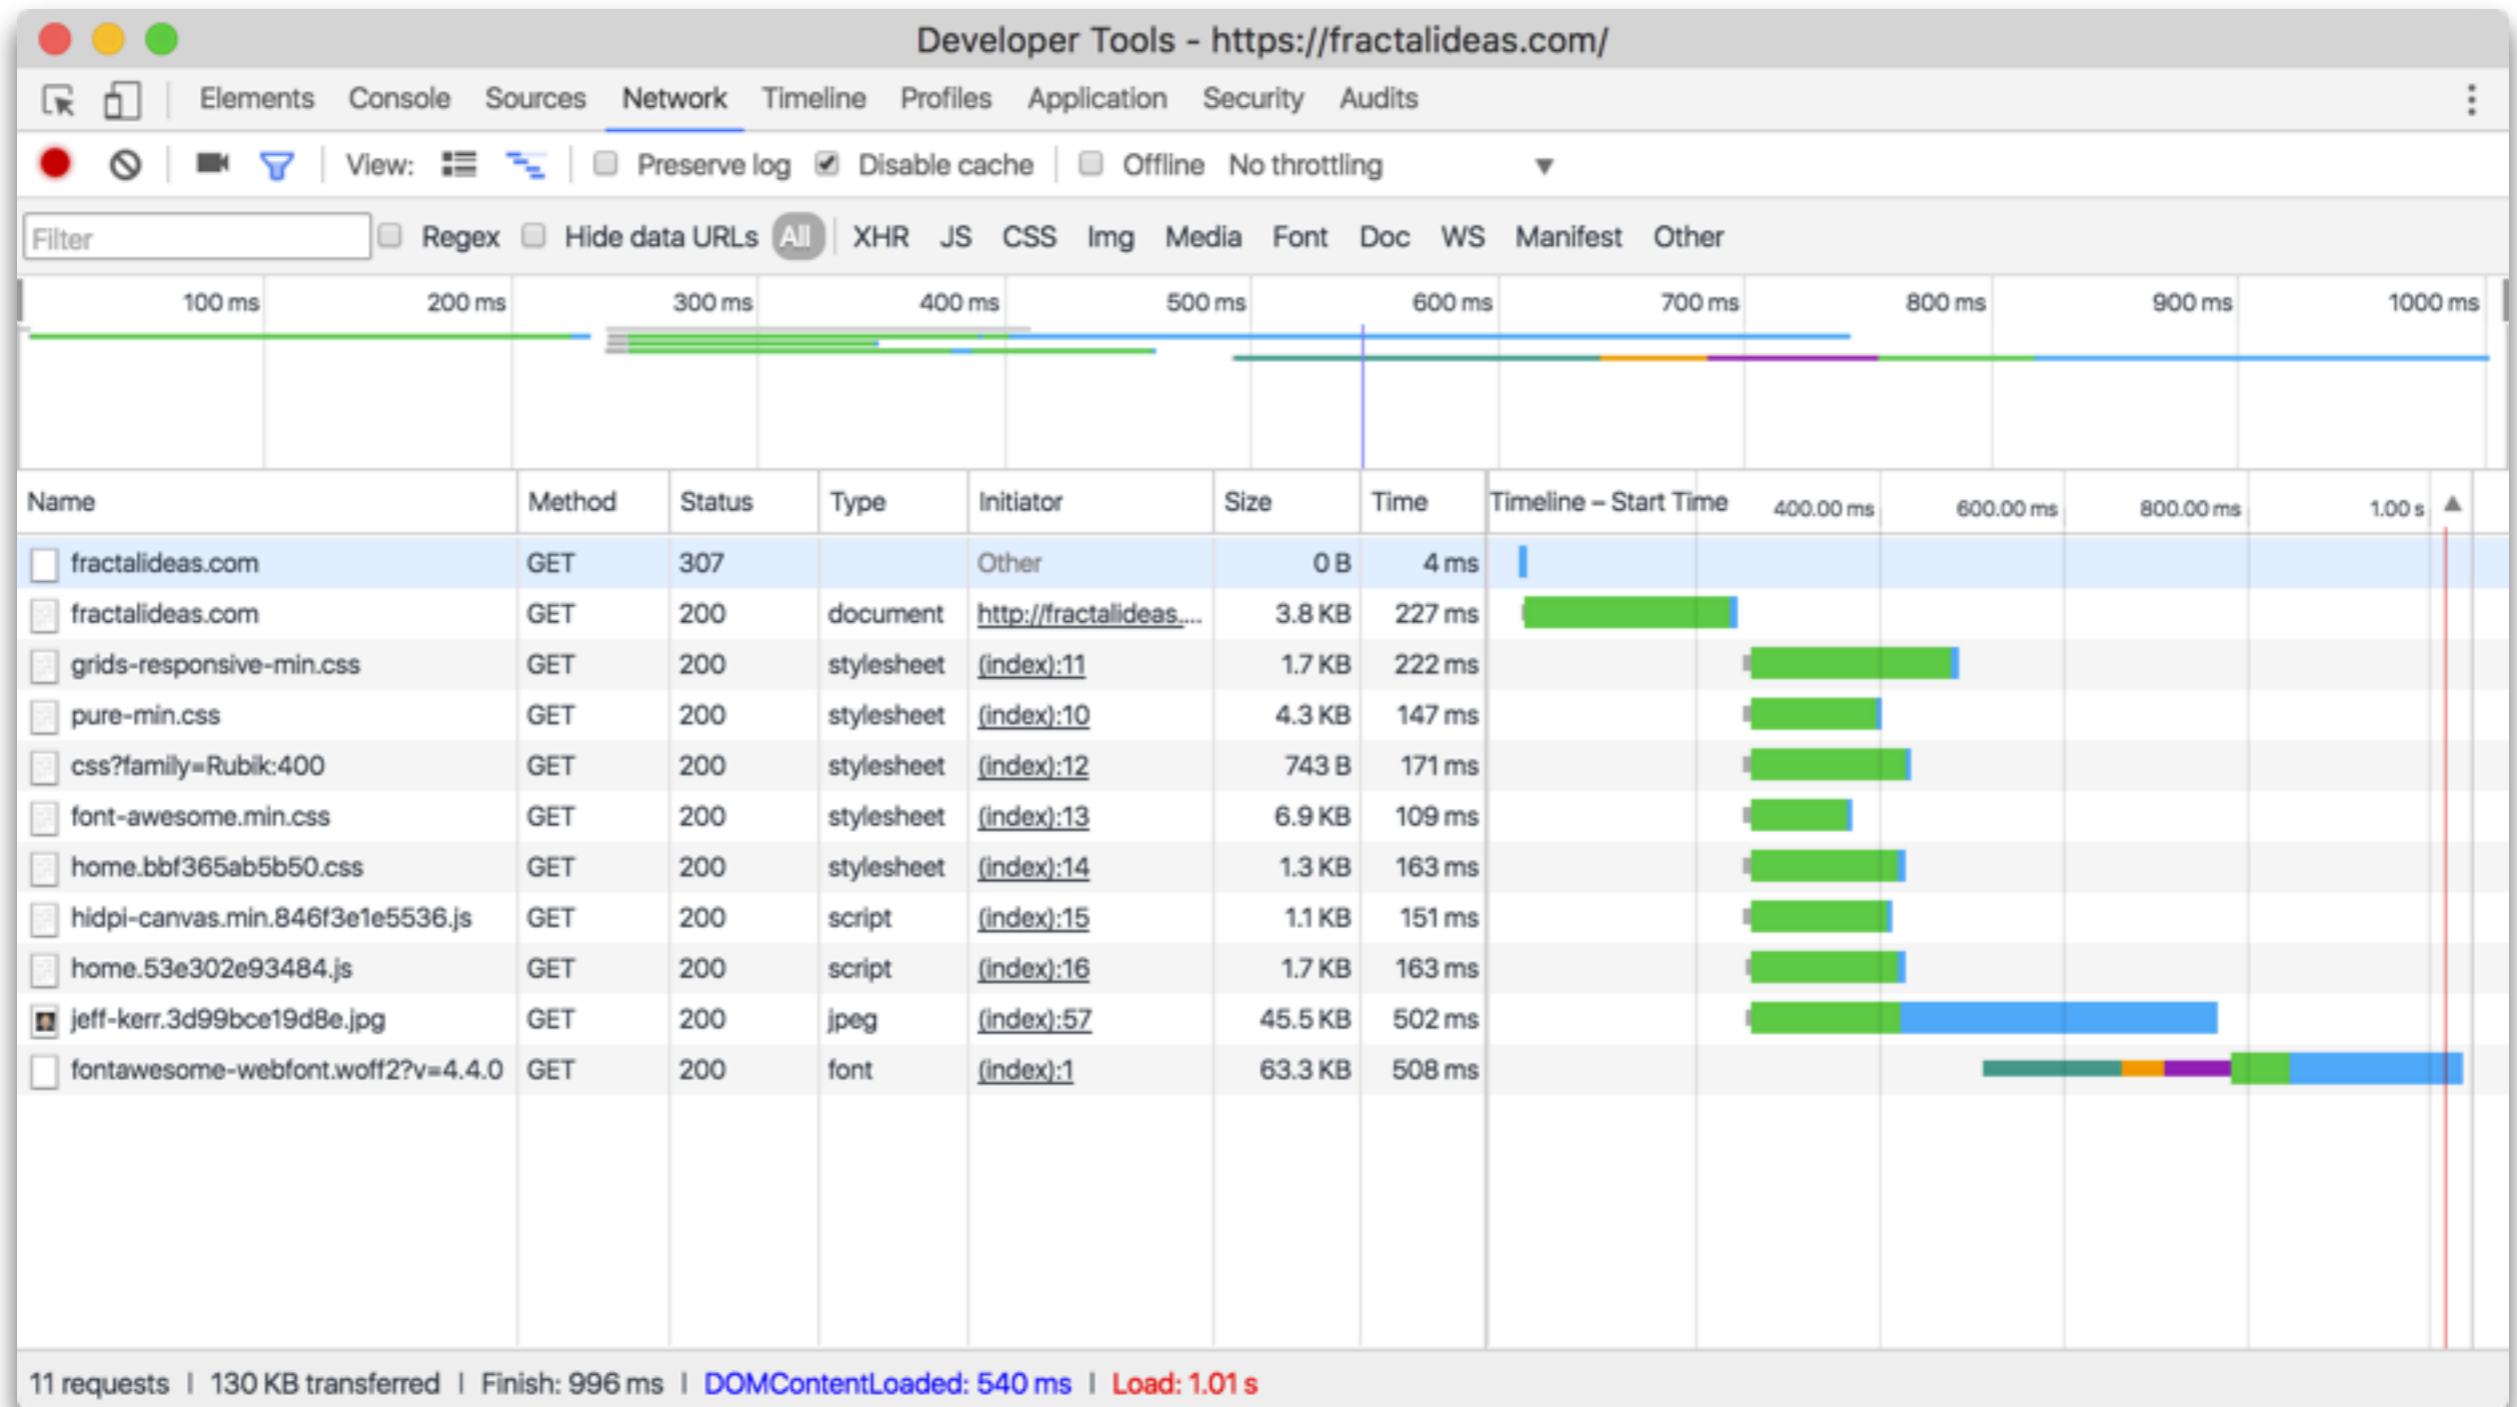 Developer Tools - https://fractalideas.com/
Elements Console Sources Network Timeline Profiles Application Security Audits
View: Preserve log Disable cache Offline No throttling
Filter Regex Hide data URLs All XHR JS CSS Img Media Font Doc WS Manifest Other
100 ms 200 ms 300 ms 400 ms 500 ms 600 ms 700 ms 800 ms 900 ms 1000 ms
Name Method Status Type Initiator Size Time Timeline – Start Time 400.00 ms 600.00 ms 800.00 ms 1.00 s
fractalideas.com GET 307 Other 0 B 4 ms
fractalideas.com GET 200 document http://fractalideas.... 3.8 KB 227 ms
grids-responsive-min.css GET 200 stylesheet (index):11 1.7 KB 222 ms
pure-min.css GET 200 stylesheet (index):10 4.3 KB 147 ms
css?family=Rubik:400 GET 200 stylesheet (index):12 743 B 171 ms
font-awesome.min.css GET 200 stylesheet (index):13 6.9 KB 109 ms
home.bbf365ab5b50.css GET 200 stylesheet (index):14 1.3 KB 163 ms
hidpi-canvas.min.846f3e1e5536.js GET 200 script (index):15 1.1 KB 151 ms
home.53e302e93484.js GET 200 script (index):16 1.7 KB 163 ms
jeff-kerr.3d99bce19d8e.jpg GET 200 jpeg (index):57 45.5 KB 502 ms
fontawesome-webfont.woff2?v=4.4.0 GET 200 font (index):1 63.3 KB 508 ms
11 requests | 130 KB transferred | Finish: 996 ms | DOMContentLoaded: 540 ms | Load: 1.01 s